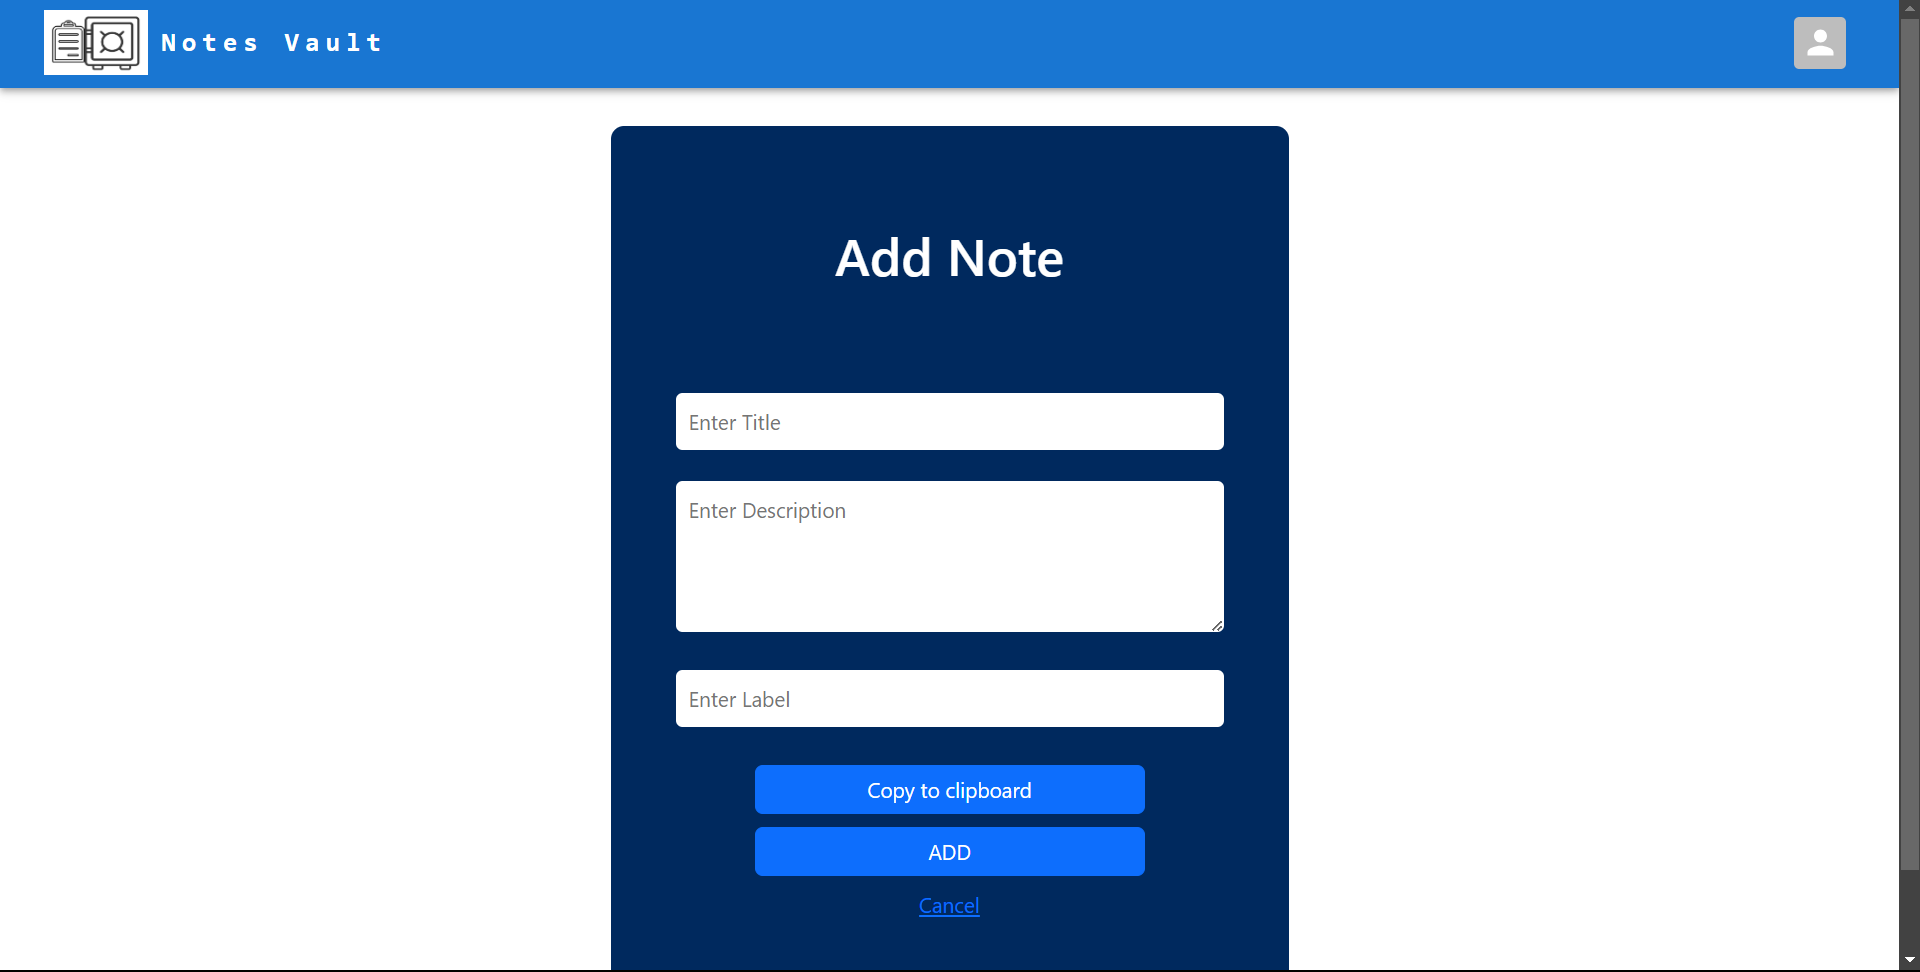 Notes Vault
Add Note
Enter Title
Enter Description
Enter Label
Copy to clipboard
ADD
Cancel